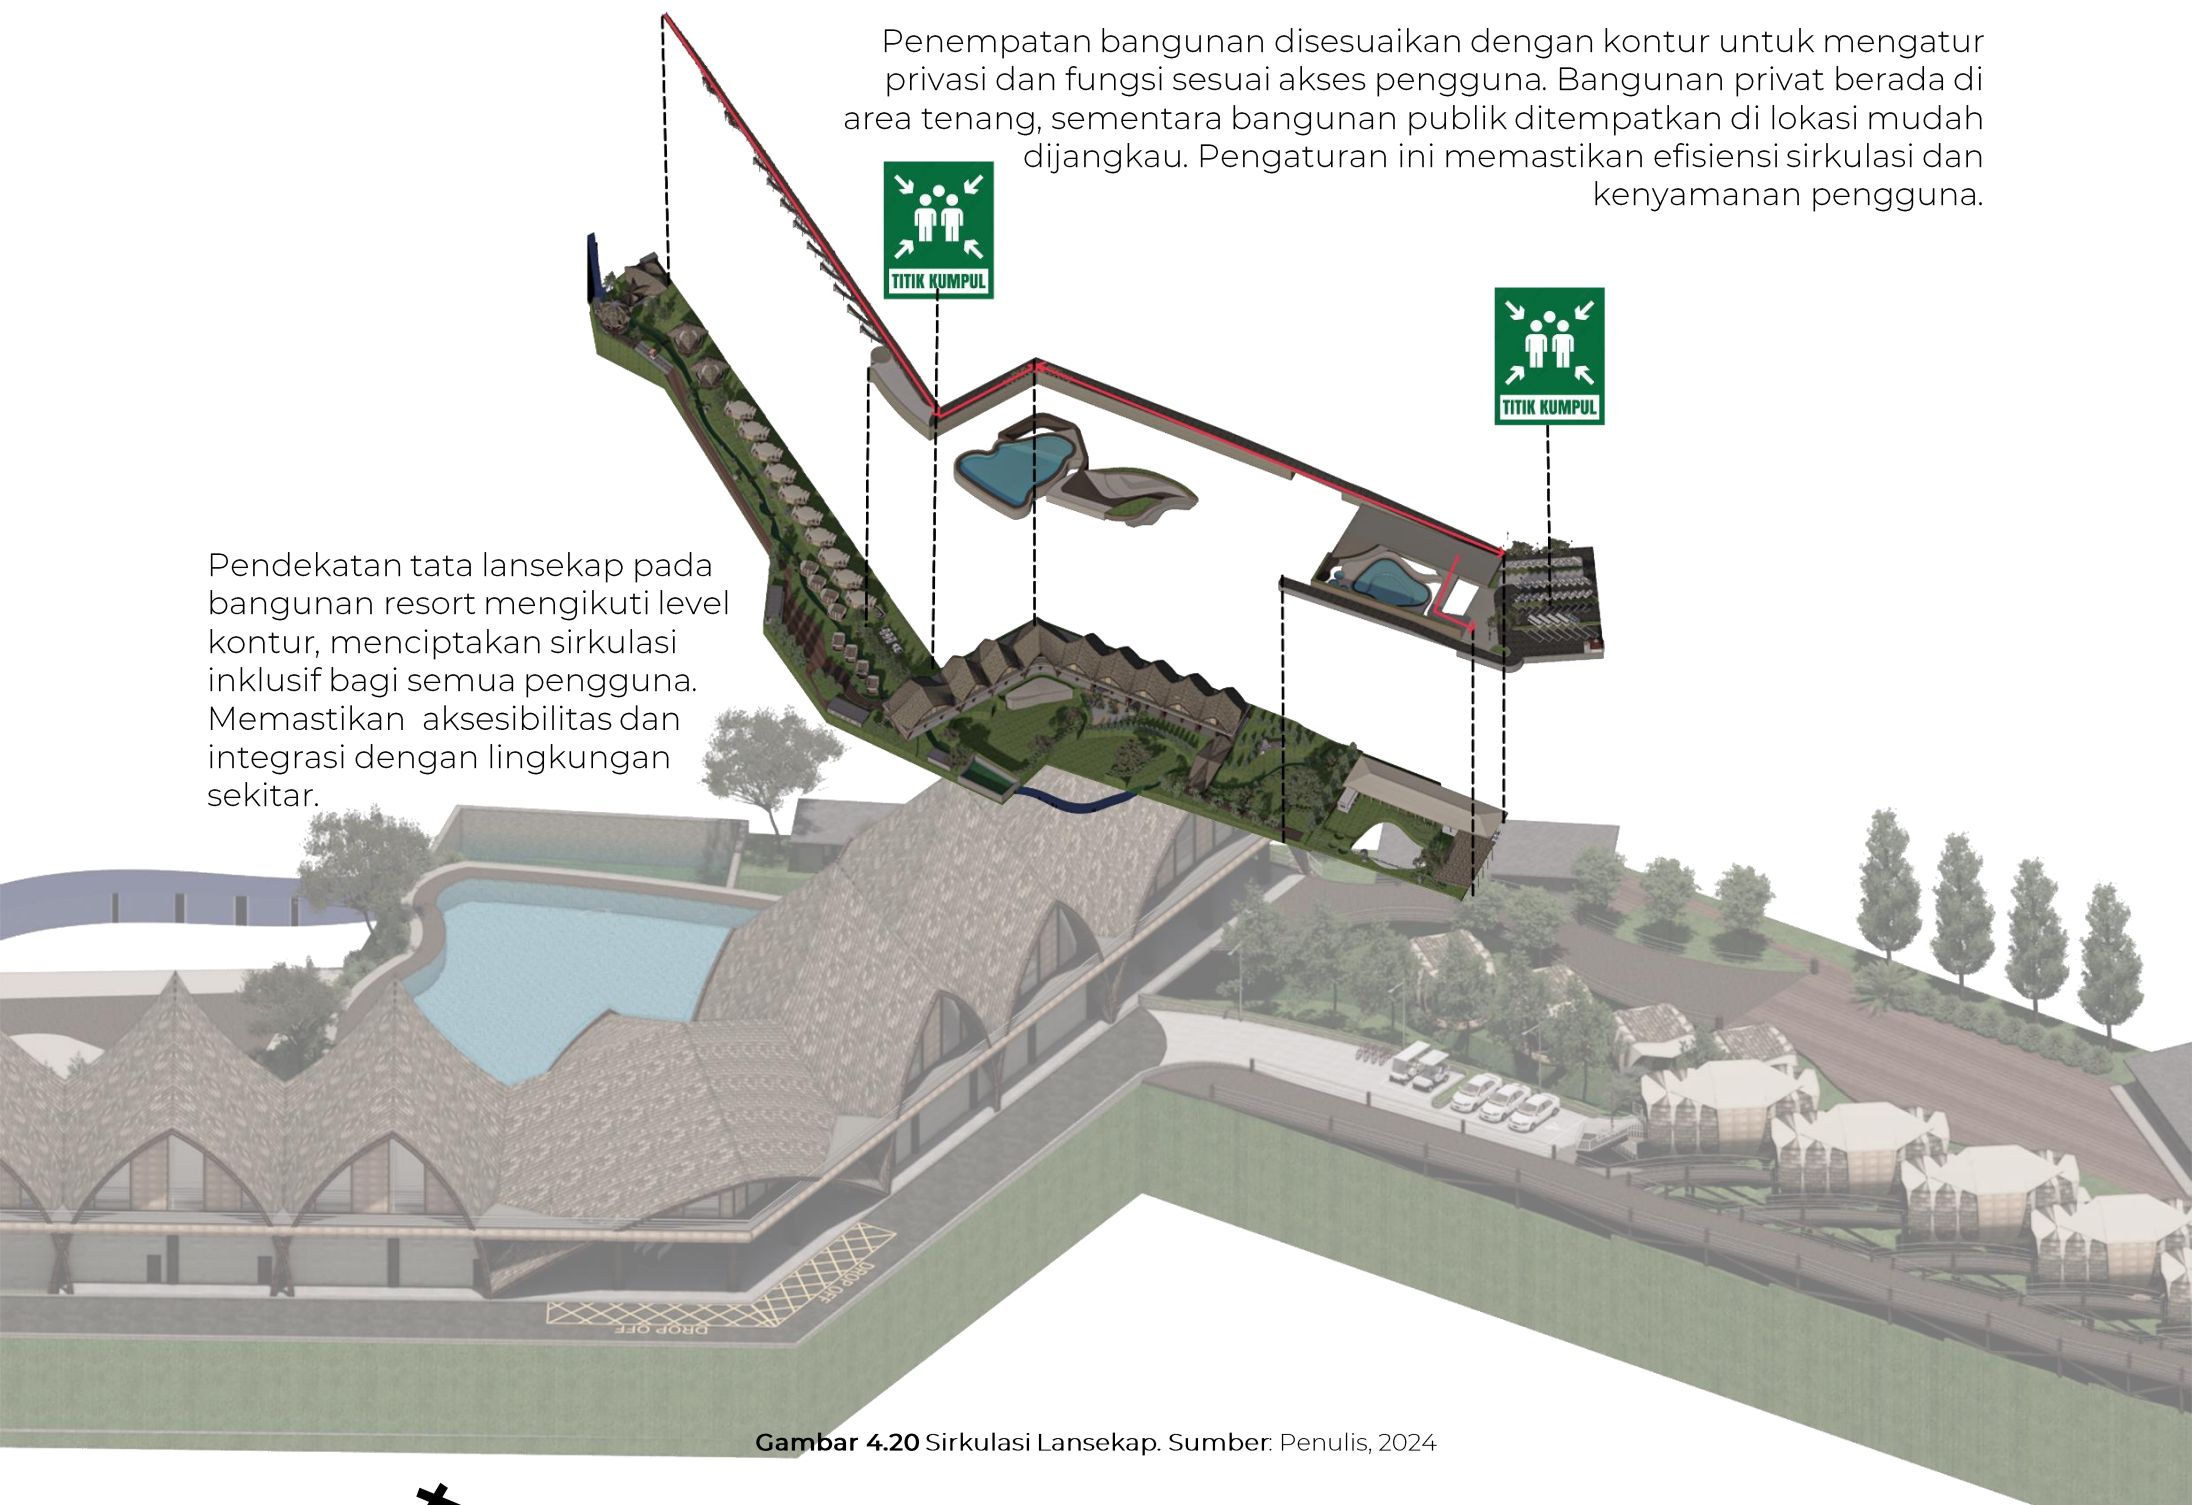 Penempatan bangunan disesuaikan dengan kontur untuk mengatur
privasi dan fungsi sesuai akses pengguna. Bangunan privat berada di
area tenang, sementara bangunan publik ditempatkan di lokasi mudah
dijangkau. Pengaturan ini memastikan efisiensi sirkulasi dan
kenyamanan pengguna.
TITIK KUMPUL
TITIK KUMPUL
Pendekatan tata lansekap pada
bangunan resort mengikuti level
kontur, menciptakan sirkulasi
inklusif bagi semua pengguna.
Memastikan aksesibilitas dan
integrasi dengan lingkungan
sekitar.
DROP OFF
DROP OFF
Gambar 4.20 Sirkulasi Lansekap. Sumber: Penulis, 2024